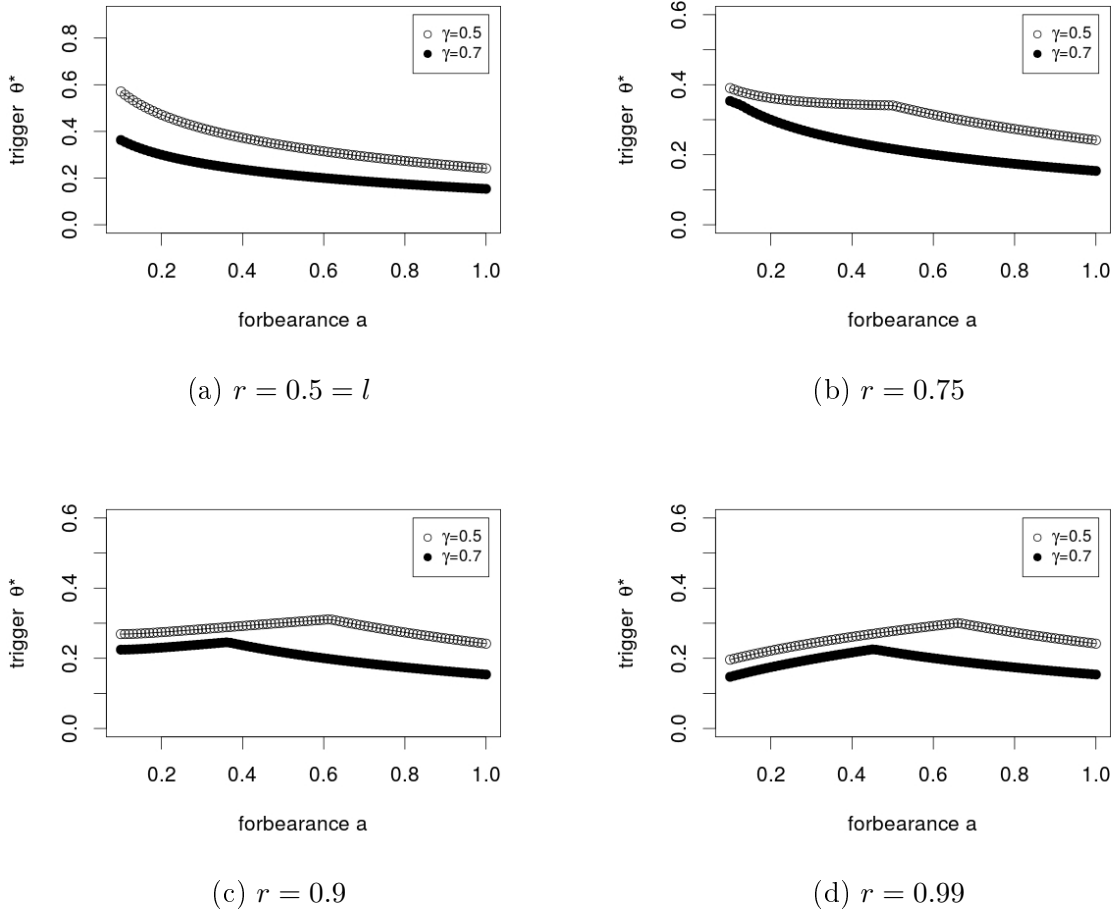 trigger θ*
0.0 0.2 0.4 0.6 0.8
γ=0.5
γ=0.7
0.2 0.4 0.6 0.8 1.0
forbearance a
(a) r = 0.5 = l
trigger θ*
0.0 0.2 0.4 0.6
γ=0.5
γ=0.7
0.2 0.4 0.6 0.8 1.0
forbearance a
(b) r = 0.75
trigger θ*
0.0 0.2 0.4 0.6
γ=0.5
γ=0.7
0.2 0.4 0.6 0.8 1.0
forbearance a
(c) r = 0.9
trigger θ*
0.0 0.2 0.4 0.6
γ=0.5
γ=0.7
0.2 0.4 0.6 0.8 1.0
forbearance a
(d) r = 0.99